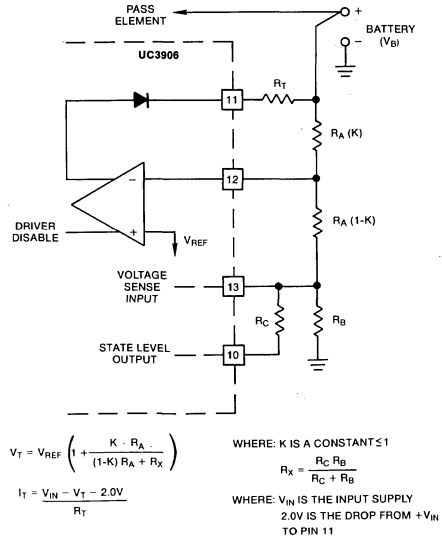 PASS
ELEMENT
+
BATTERY
(VB)
−
UC3906
11
RT
RA (K)
12
−
RA (1-K)
DRIVER
DISABLE
+
VREF
VOLTAGE
SENSE
INPUT
13
RC
RB
STATE LEVEL
OUTPUT
10
VT = VREF ( 1 + K · RA / (1-K) RA + RX )
IT = VIN − VT − 2.0V / RT
WHERE: K IS A CONSTANT ≤ 1
RX = RC RB / RC + RB
WHERE: VIN IS THE INPUT SUPPLY
2.0V IS THE DROP FROM +VIN
TO PIN 11